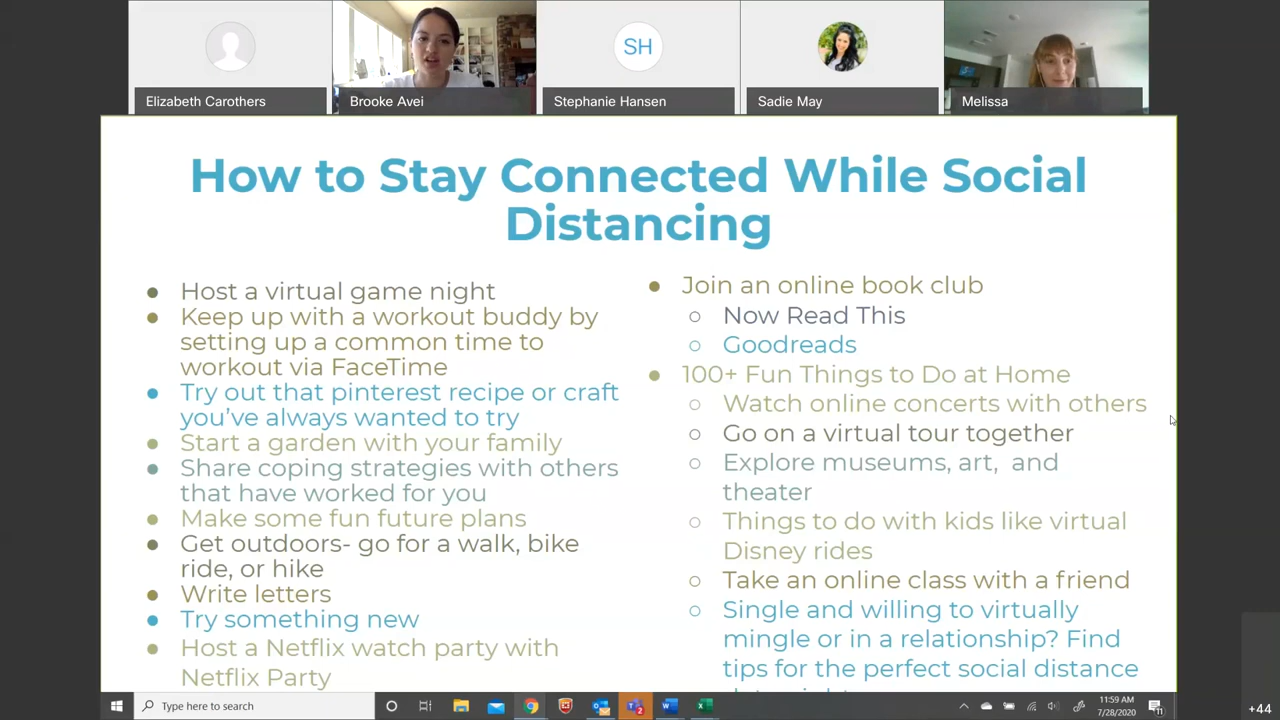 SH
Elizabeth Carothers
Brooke Avei
Stephanie Hansen
Sadie May
Melissa
How to Stay Connected While Social
Distancing
● Host a virtual game night
● Keep up with a workout buddy by
setting up a common time to
workout via FaceTime
● Try out that pinterest recipe or craft
you've always wanted to try
● Start a garden with your family
● Share coping strategies with others
that have worked for you
● Make some fun future plans
● Get outdoors- go for a walk, bike
ride, or hike
● Write letters
● Try something new
● Host a Netflix watch party with
Netflix Party
● Join an online book club
○ Now Read This
○ Goodreads
● 100+ Fun Things to Do at Home
○ Watch online concerts with others
○ Go on a virtual tour together
○ Explore museums, art, and
theater
○ Things to do with kids like virtual
Disney rides
○ Take an online class with a friend
○ Single and willing to virtually
mingle or in a relationship? Find
tips for the perfect social distance
Type here to search
11:59 AM
7/28/2020
+44